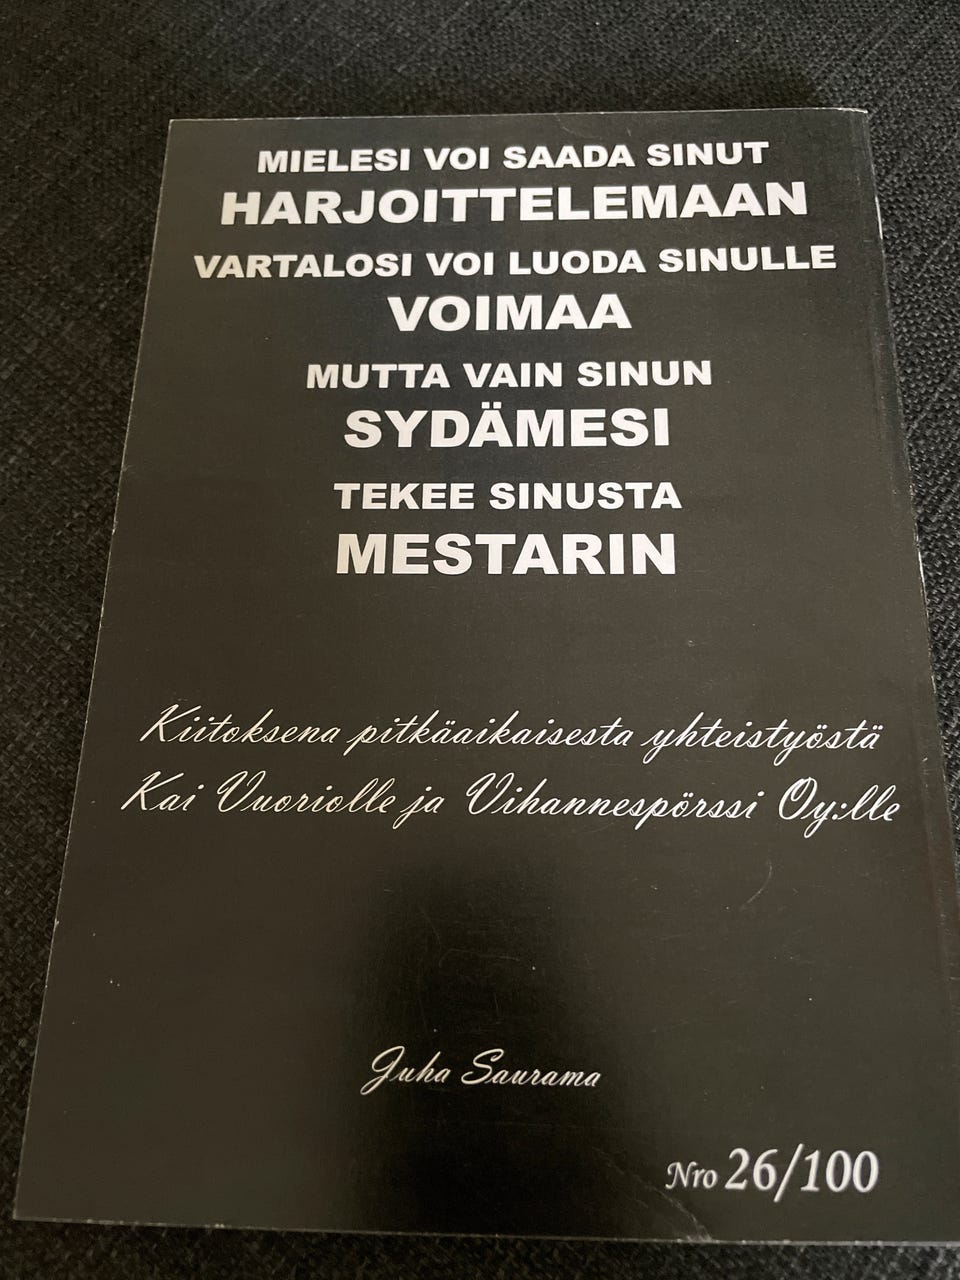 MIELESI VOI SAADA SINUT
HARJOITTELEMAAN
VARTALOSI VOI LUODA SINULLE
VOIMAA
MUTTA VAIN SINUN
SYDÄMESI
TEKEE SINUSTA
MESTARIN
Kiitoksena pitkäaikaisesta yhteistyöstä
Kai Vuoriolle ja Vihannespörssi Oy:lle
Juha Saurama
Nro 26/100